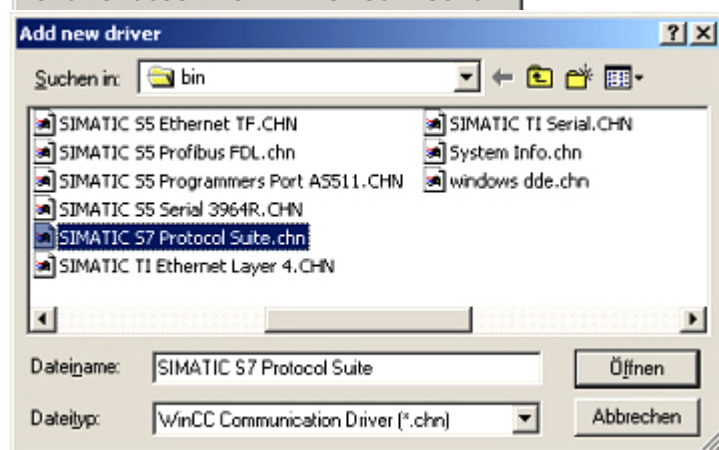 Add new driver
Suchen in: bin
SIMATIC S5 Ethernet TF.CHN
SIMATIC S5 Profibus FDL.chn
SIMATIC S5 Programmers Port AS511.CHN
SIMATIC S5 Serial 3964R.CHN
SIMATIC S7 Protocol Suite.chn
SIMATIC TI Ethernet Layer 4.CHN
SIMATIC TI Serial.CHN
System Info.chn
windows dde.chn
Dateiname: SIMATIC S7 Protocol Suite Öffnen
Dateityp: WinCC Communication Driver (*.chn) Abbrechen